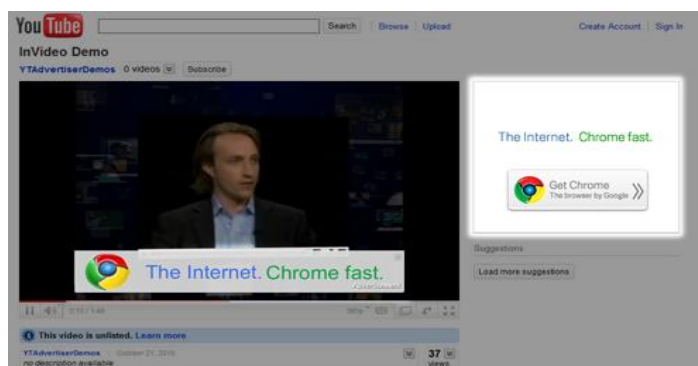 YouTube Search Browse Upload Create Account Sign In
InVideo Demo
YTAdvertiserDemos 0 videos Subscribe
The Internet. Chrome fast.
Get Chrome
The browser by Google
The Internet. Chrome fast.
Advertisement
Suggestions
Load more suggestions
This video is unlisted. Learn more
YTAdvertiserDemos October 21, 2010
no description available
37
views